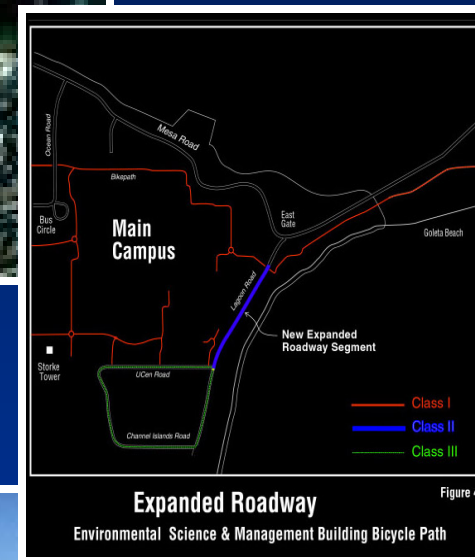 Mesa Road
Ocean Road
Bikepath
East
Gate
Bus
Circle
Main
Campus
Goleta Beach
Lagoon Road
New Expanded
Roadway Segment
Storke
Tower
UCen Road
Channel Islands Road
Class I
Class II
Class III
Figure 4
Expanded Roadway
Environmental Science & Management Building Bicycle Path